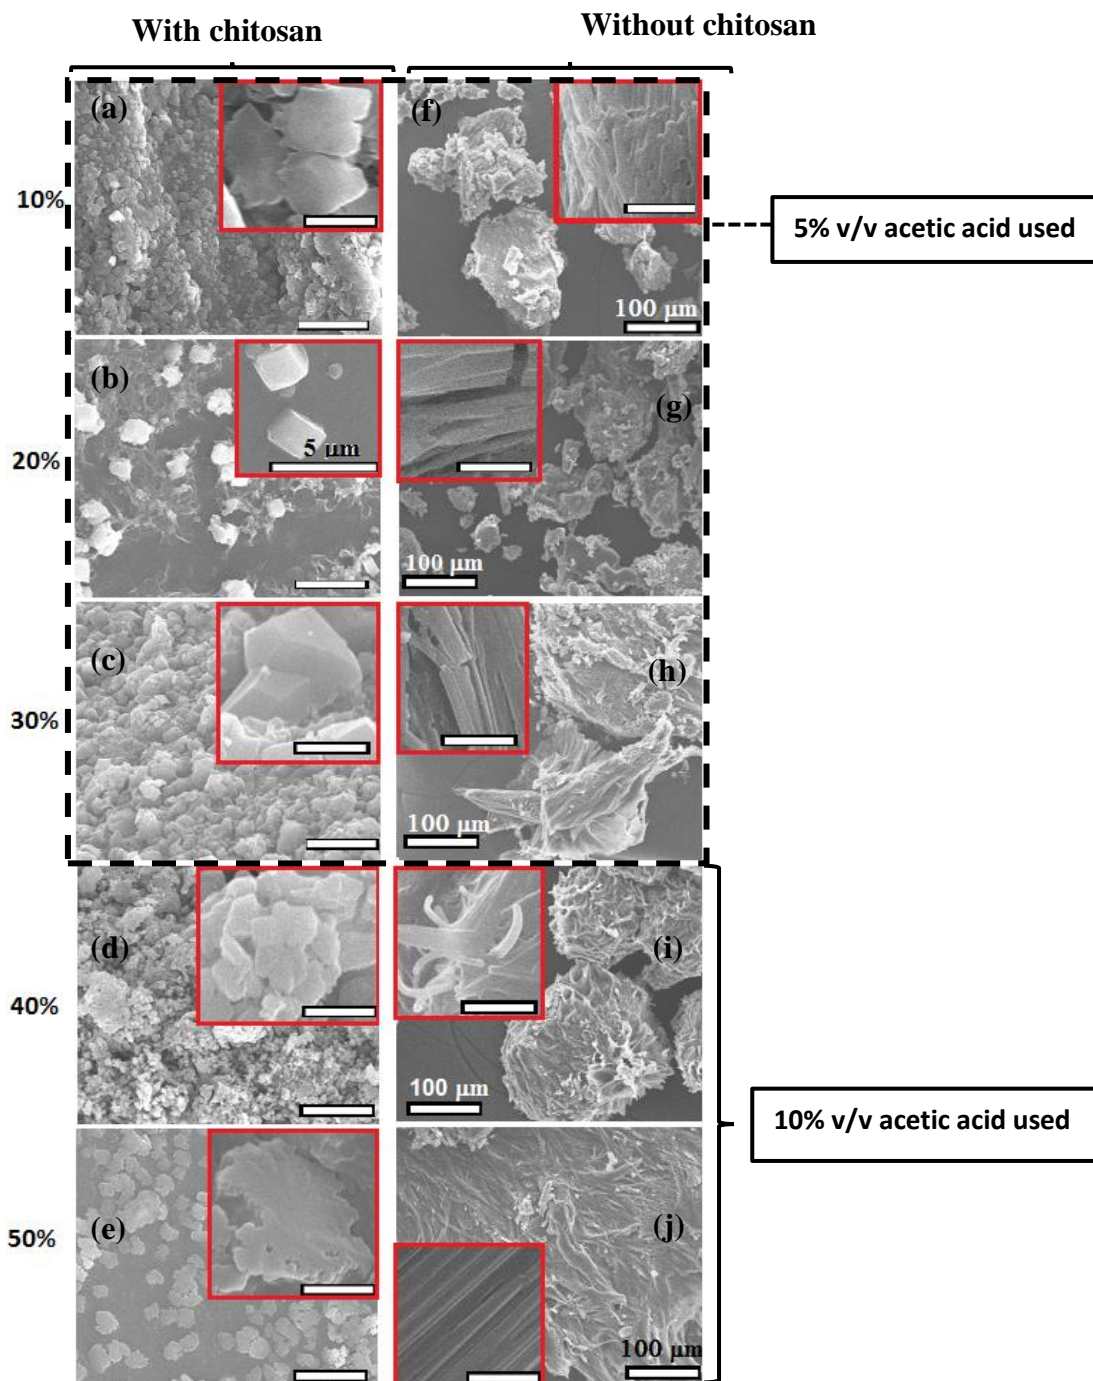 With chitosan
Without chitosan
(a)
(f)
10%
100 μm
5% v/v acetic acid used
(b)
5 μm
(g)
20%
100 μm
(c)
(h)
30%
100 μm
(d)
(i)
40%
100 μm
10% v/v acetic acid used
(e)
(j)
50%
100 μm